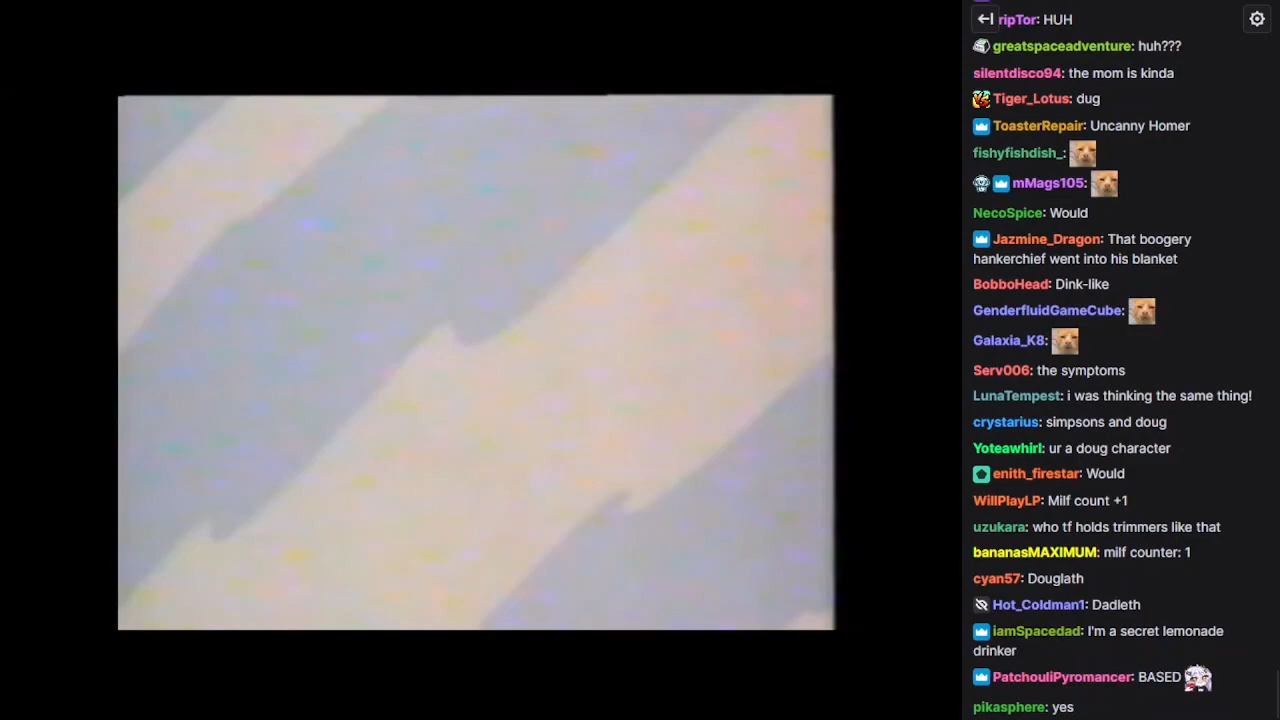 ripTor: HUH
greatspaceadventure: huh???
silentdisco94: the mom is kinda
Tiger_Lotus: dug
ToasterRepair: Uncanny Homer
fishyfishdish_:
mMags105:
NecoSpice: Would
Jazmine_Dragon: That boogery
hankerchief went into his blanket
BobboHead: Dink-like
GenderfluidGameCube:
Galaxia_K8:
Serv006: the symptoms
LunaTempest: i was thinking the same thing!
crystarius: simpsons and doug
Yoteawhirl: ur a doug character
enith_firestar: Would
WillPlayLP: Milf count +1
uzukara: who tf holds trimmers like that
bananasMAXIMUM: milf counter: 1
cyan57: Douglath
Hot_Coldman1: Dadleth
iamSpacedad: I'm a secret lemonade
drinker
PatchouliPyromancer: BASED
pikasphere: yes